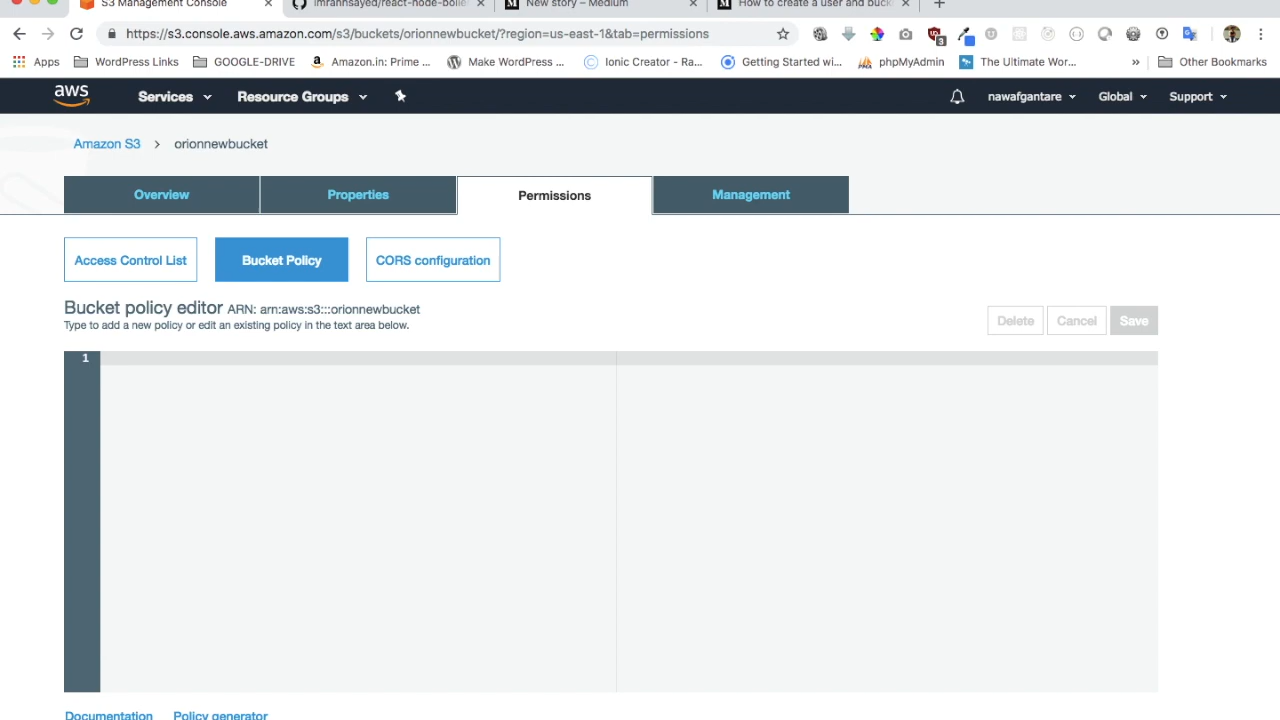 S3 Management Console
imranhsayed/react-node-boile
New story – Medium
How to create a user and buck
https://s3.console.aws.amazon.com/s3/buckets/orionnewbucket/?region=us-east-1&tab=permissions
3
Apps WordPress Links GOOGLE-DRIVE Amazon.in: Prime ... Make WordPress ... Ionic Creator - Ra... Getting Started wi... phpMyAdmin The Ultimate Wor... » Other Bookmarks
aws Services Resource Groups nawafgantare Global Support
Amazon S3 > orionnewbucket
Overview Properties Permissions Management
Access Control List Bucket Policy CORS configuration
Bucket policy editor ARN: arn:aws:s3:::orionnewbucket
Type to add a new policy or edit an existing policy in the text area below.
Delete Cancel Save
1
Documentation Policy generator